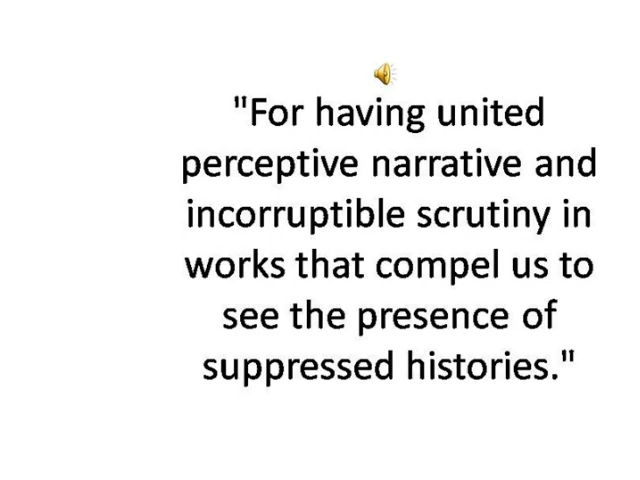 "For having united
perceptive narrative and
incorruptible scrutiny in
works that compel us to
see the presence of
suppressed histories."